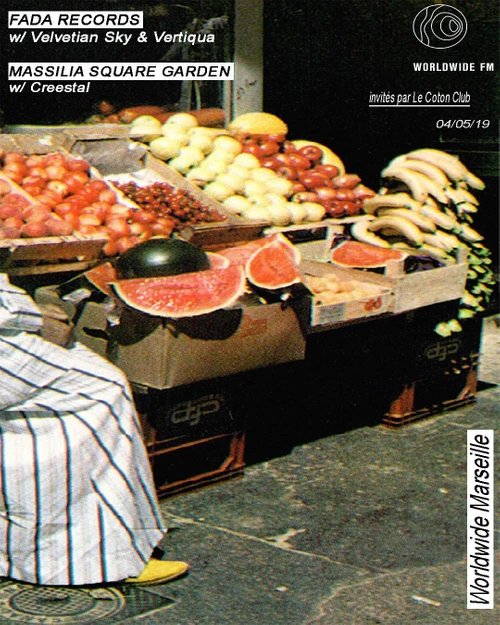 FADA RECORDS
w/ Velvetian Sky & Vertiqua
MASSILIA SQUARE GARDEN
w/ Creestal
WORLDWIDE FM
invités par Le Coton Club
04/05/19
Worldwide Marseille